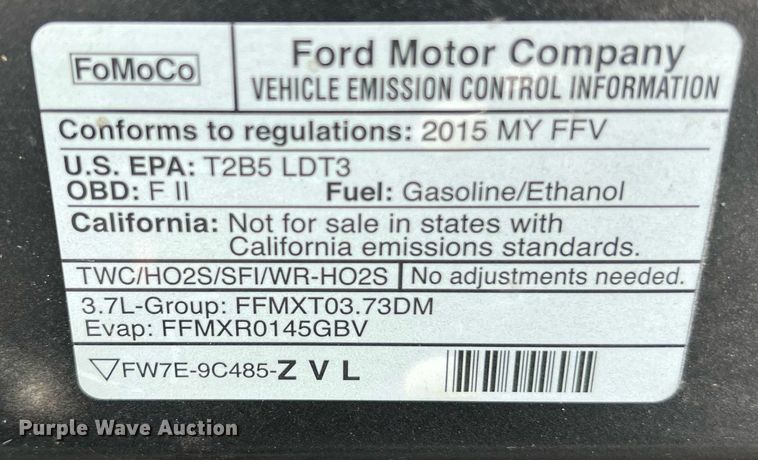 FoMoCo
Ford Motor Company
VEHICLE EMISSION CONTROL INFORMATION
Conforms to regulations: 2015 MY FFV
U.S. EPA: T2B5 LDT3
OBD: F II Fuel: Gasoline/Ethanol
California: Not for sale in states with
California emissions standards.
TWC/HO2S/SFI/WR-HO2S No adjustments needed.
3.7L-Group: FFMXT03.73DM
Evap: FFMXR0145GBV
FW7E-9C485-Z V L
Purple Wave Auction